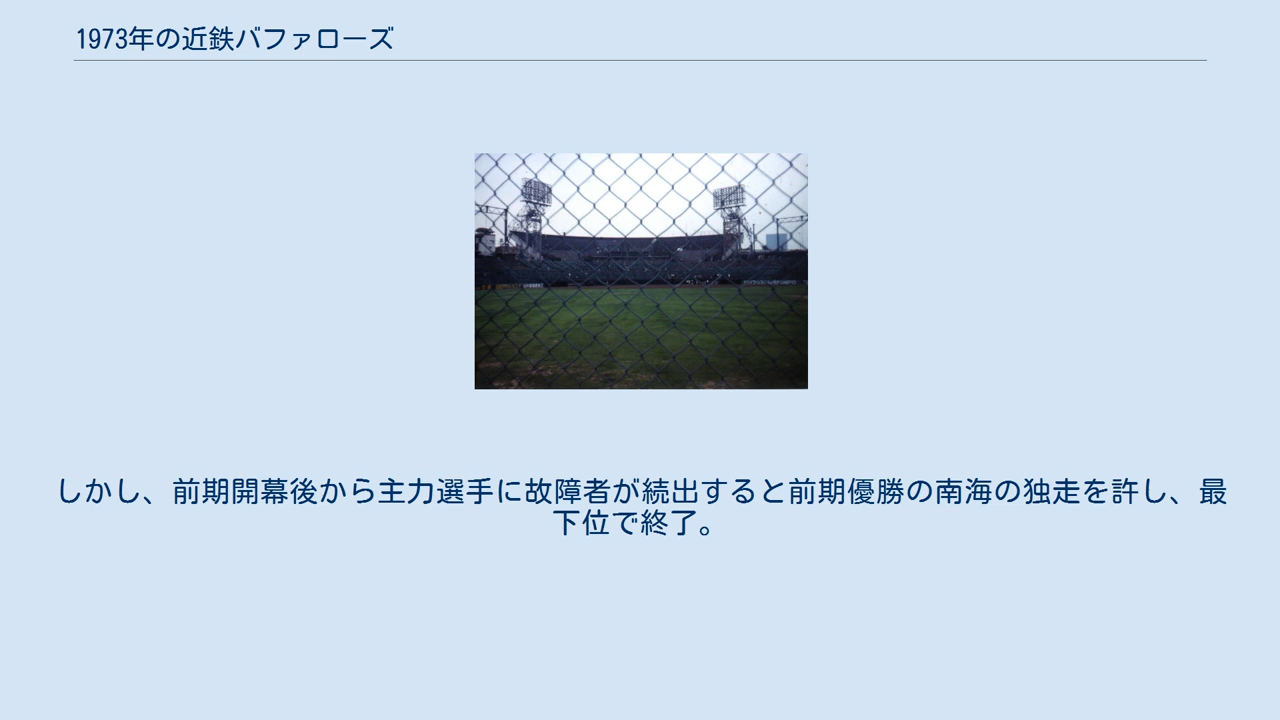 1973年の近鉄バファローズ
しかし、前期開幕後から主力選手に故障者が続出すると前期優勝の南海の独走を許し、最
下位で終了。